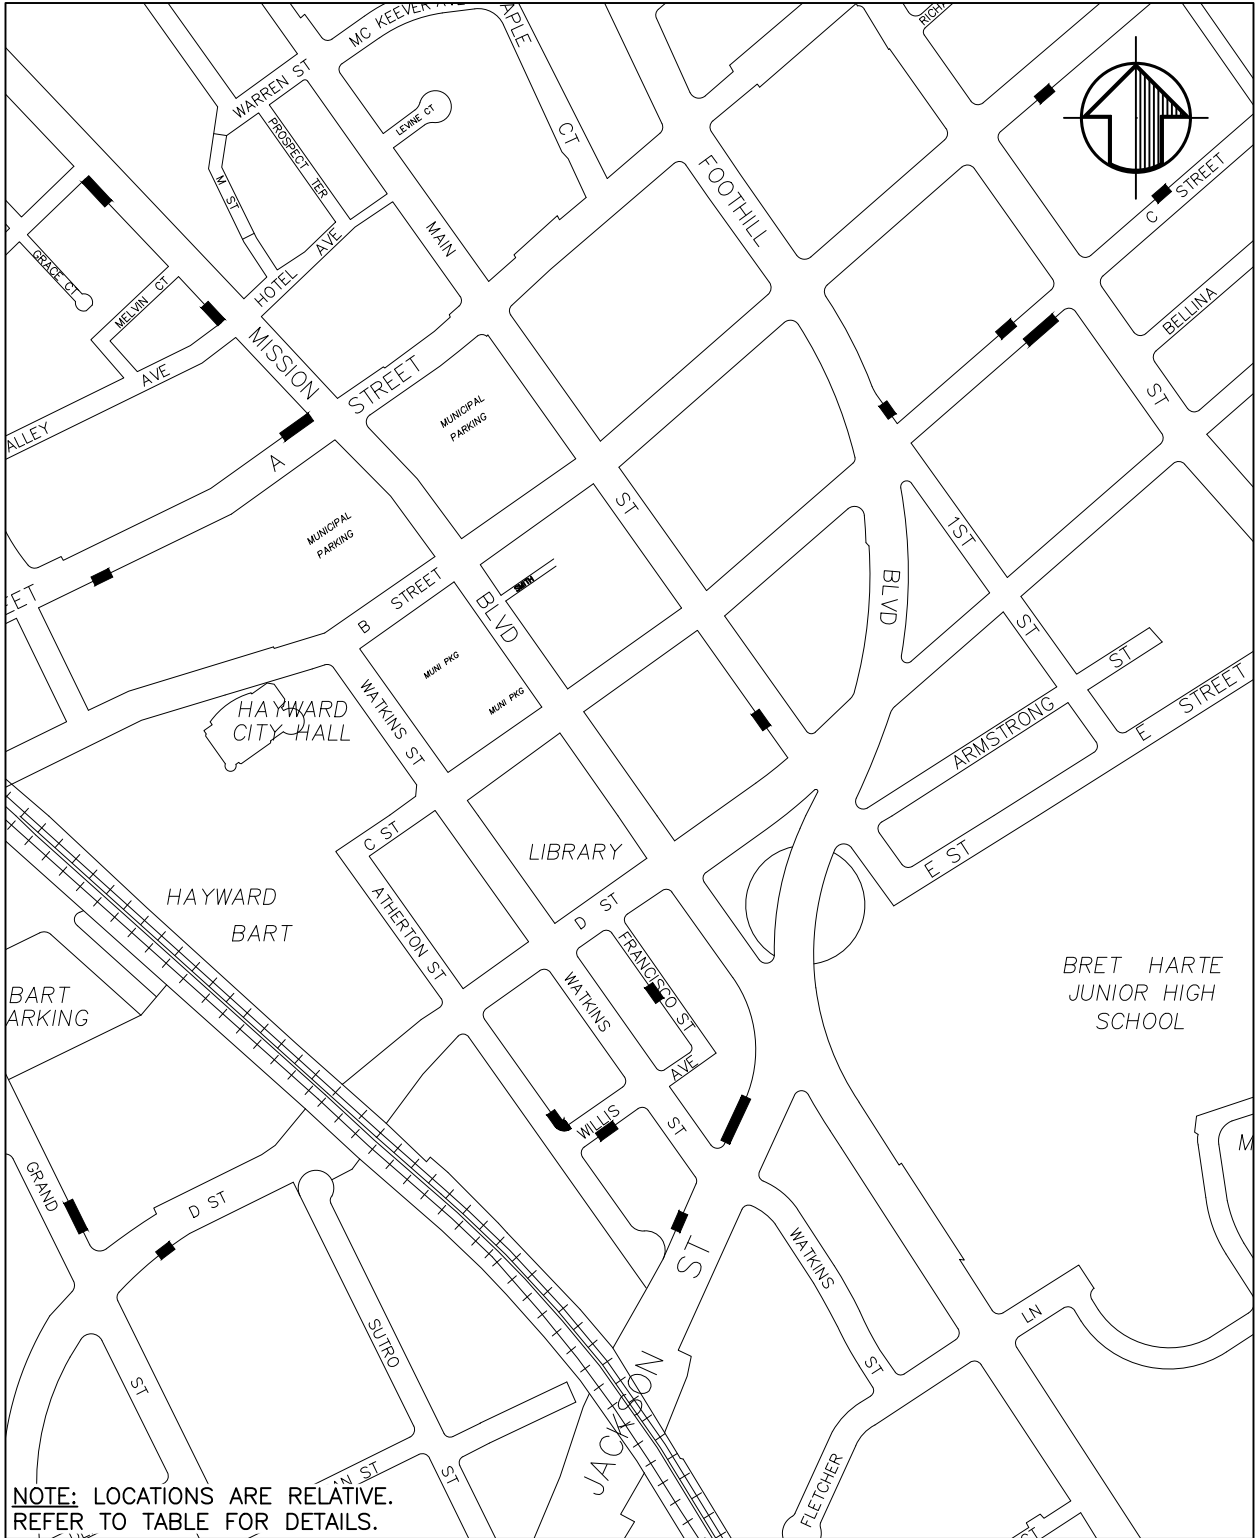 MC KEEVER AVE
APLE
CT
WARREN ST
LEVINE CT
PROSPECT TER
M ST
HOTEL AVE
MAIN
FOOTHILL
C STREET
BELLINA
ST
GRACE CT
MELVIN CT
AVE
ALLEY
MISSION
STREET
A
MUNICIPAL
PARKING
MUNICIPAL
PARKING
ST
1ST
ST
BLVD
SMITH
BLVD
B STREET
EET
MUNI PKG
MUNI PKG
WATKINS ST
HAYWARD
CITY HALL
ST
ARMSTRONG
E STREET
E ST
C ST
LIBRARY
D ST
HAYWARD
BART
ATHERTON ST
FRANCISCO ST
WATKINS
AVE
WILLIS
ST
BRET HARTE
JUNIOR HIGH
SCHOOL
BART
ARKING
GRAND
D ST
M
ST
WATKINS
ST
LN
SUTRO
ST
JACKSON
FLETCHER
AN ST
ST
ST
NOTE: LOCATIONS ARE RELATIVE.
REFER TO TABLE FOR DETAILS.